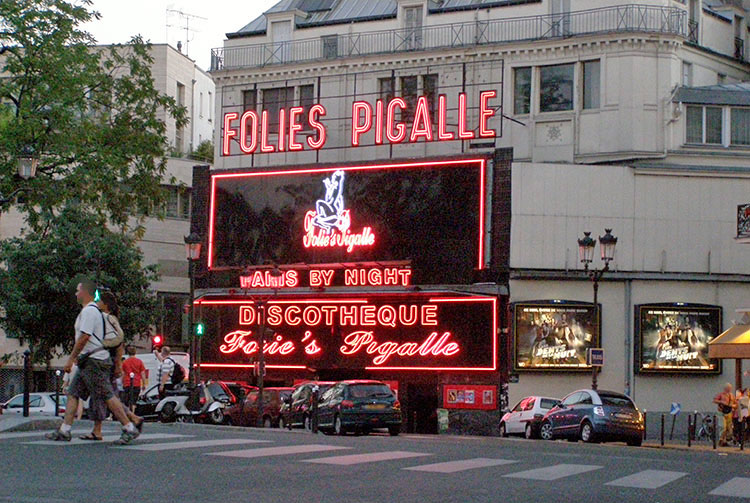 FOLIES PIGALLE
Folie's Pigalle
PARIS BY NIGHT
DISCOTHEQUE
Folie's Pigalle